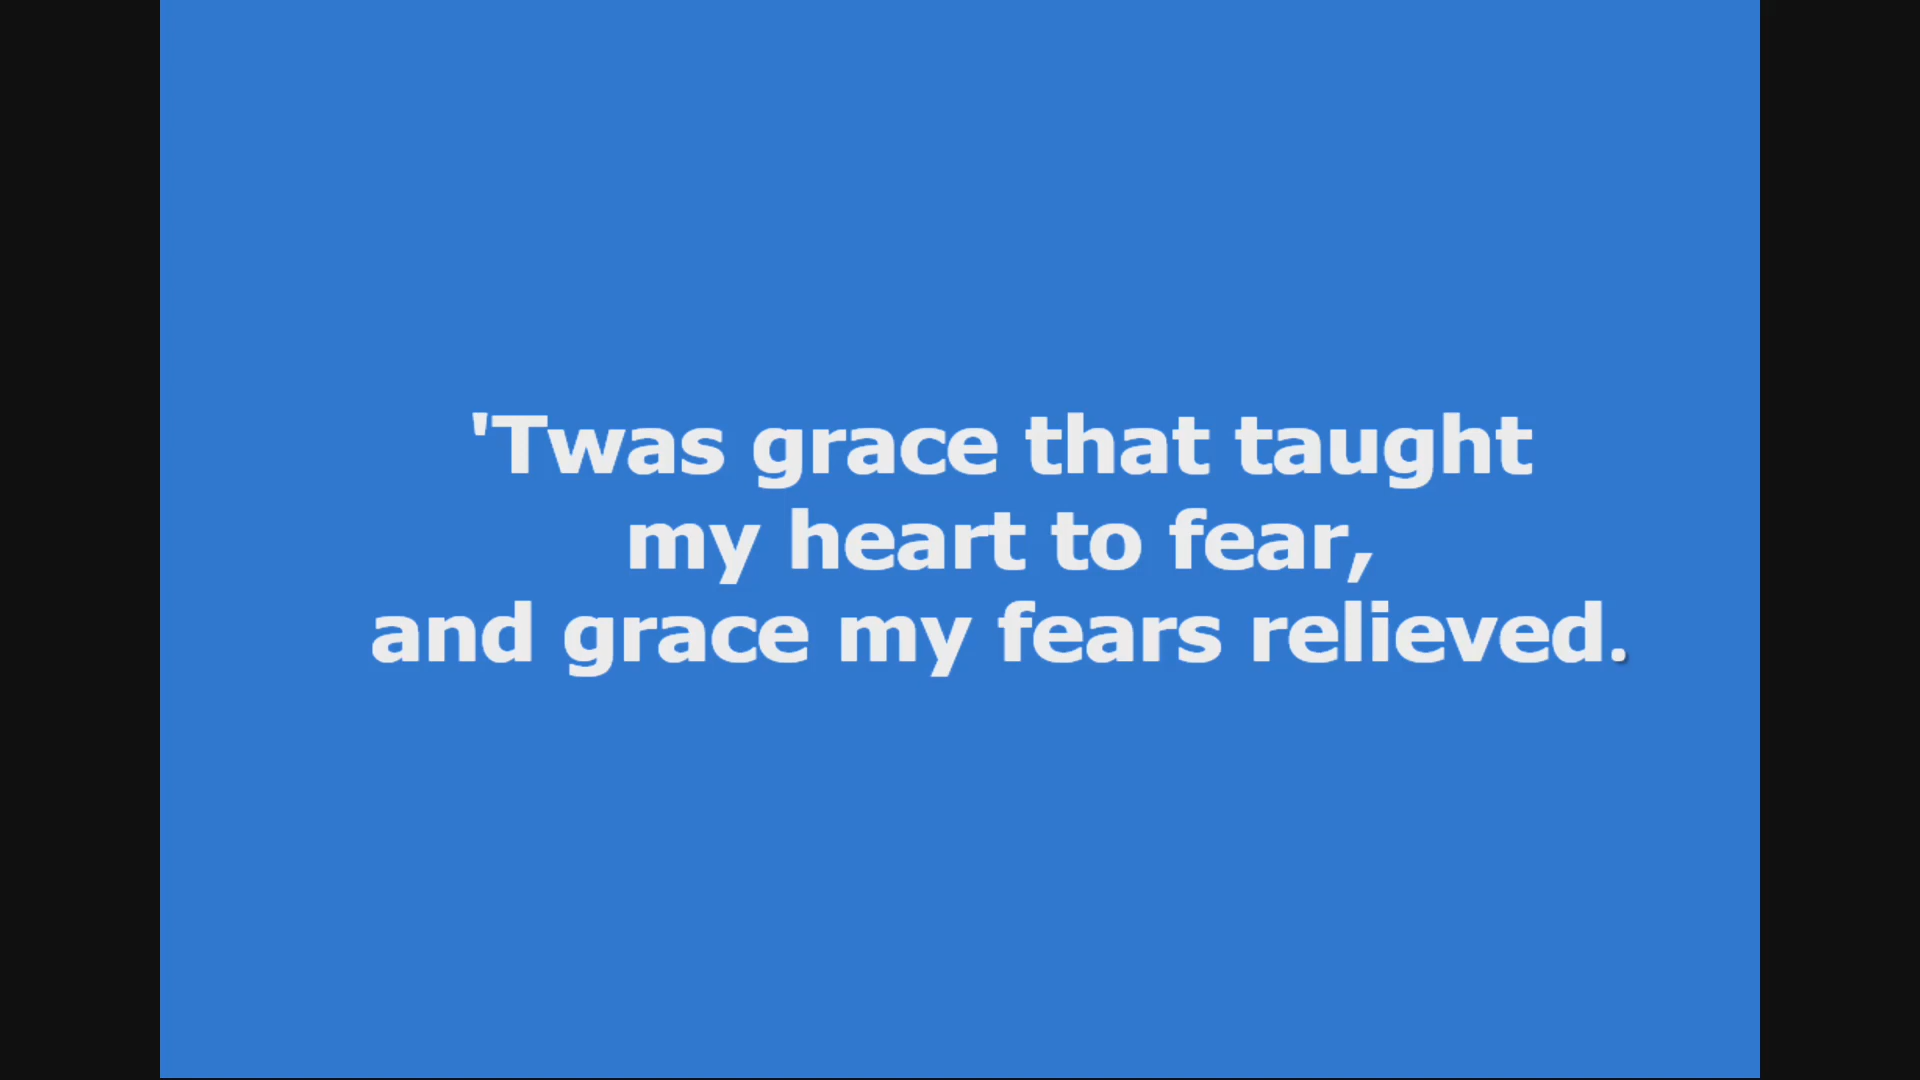 'Twas grace that taught
my heart to fear,
and grace my fears relieved.